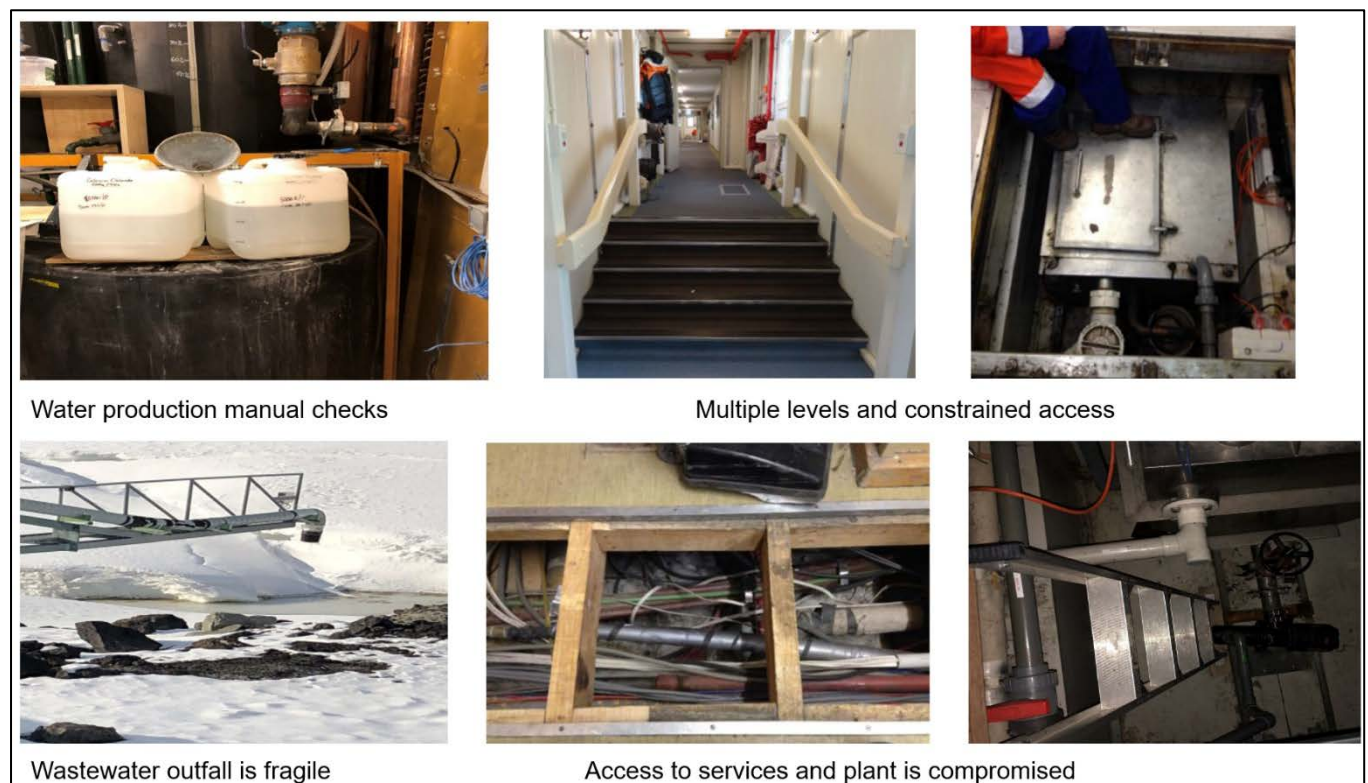 Water production manual checks
Multiple levels and constrained access
Wastewater outfall is fragile
Access to services and plant is compromised